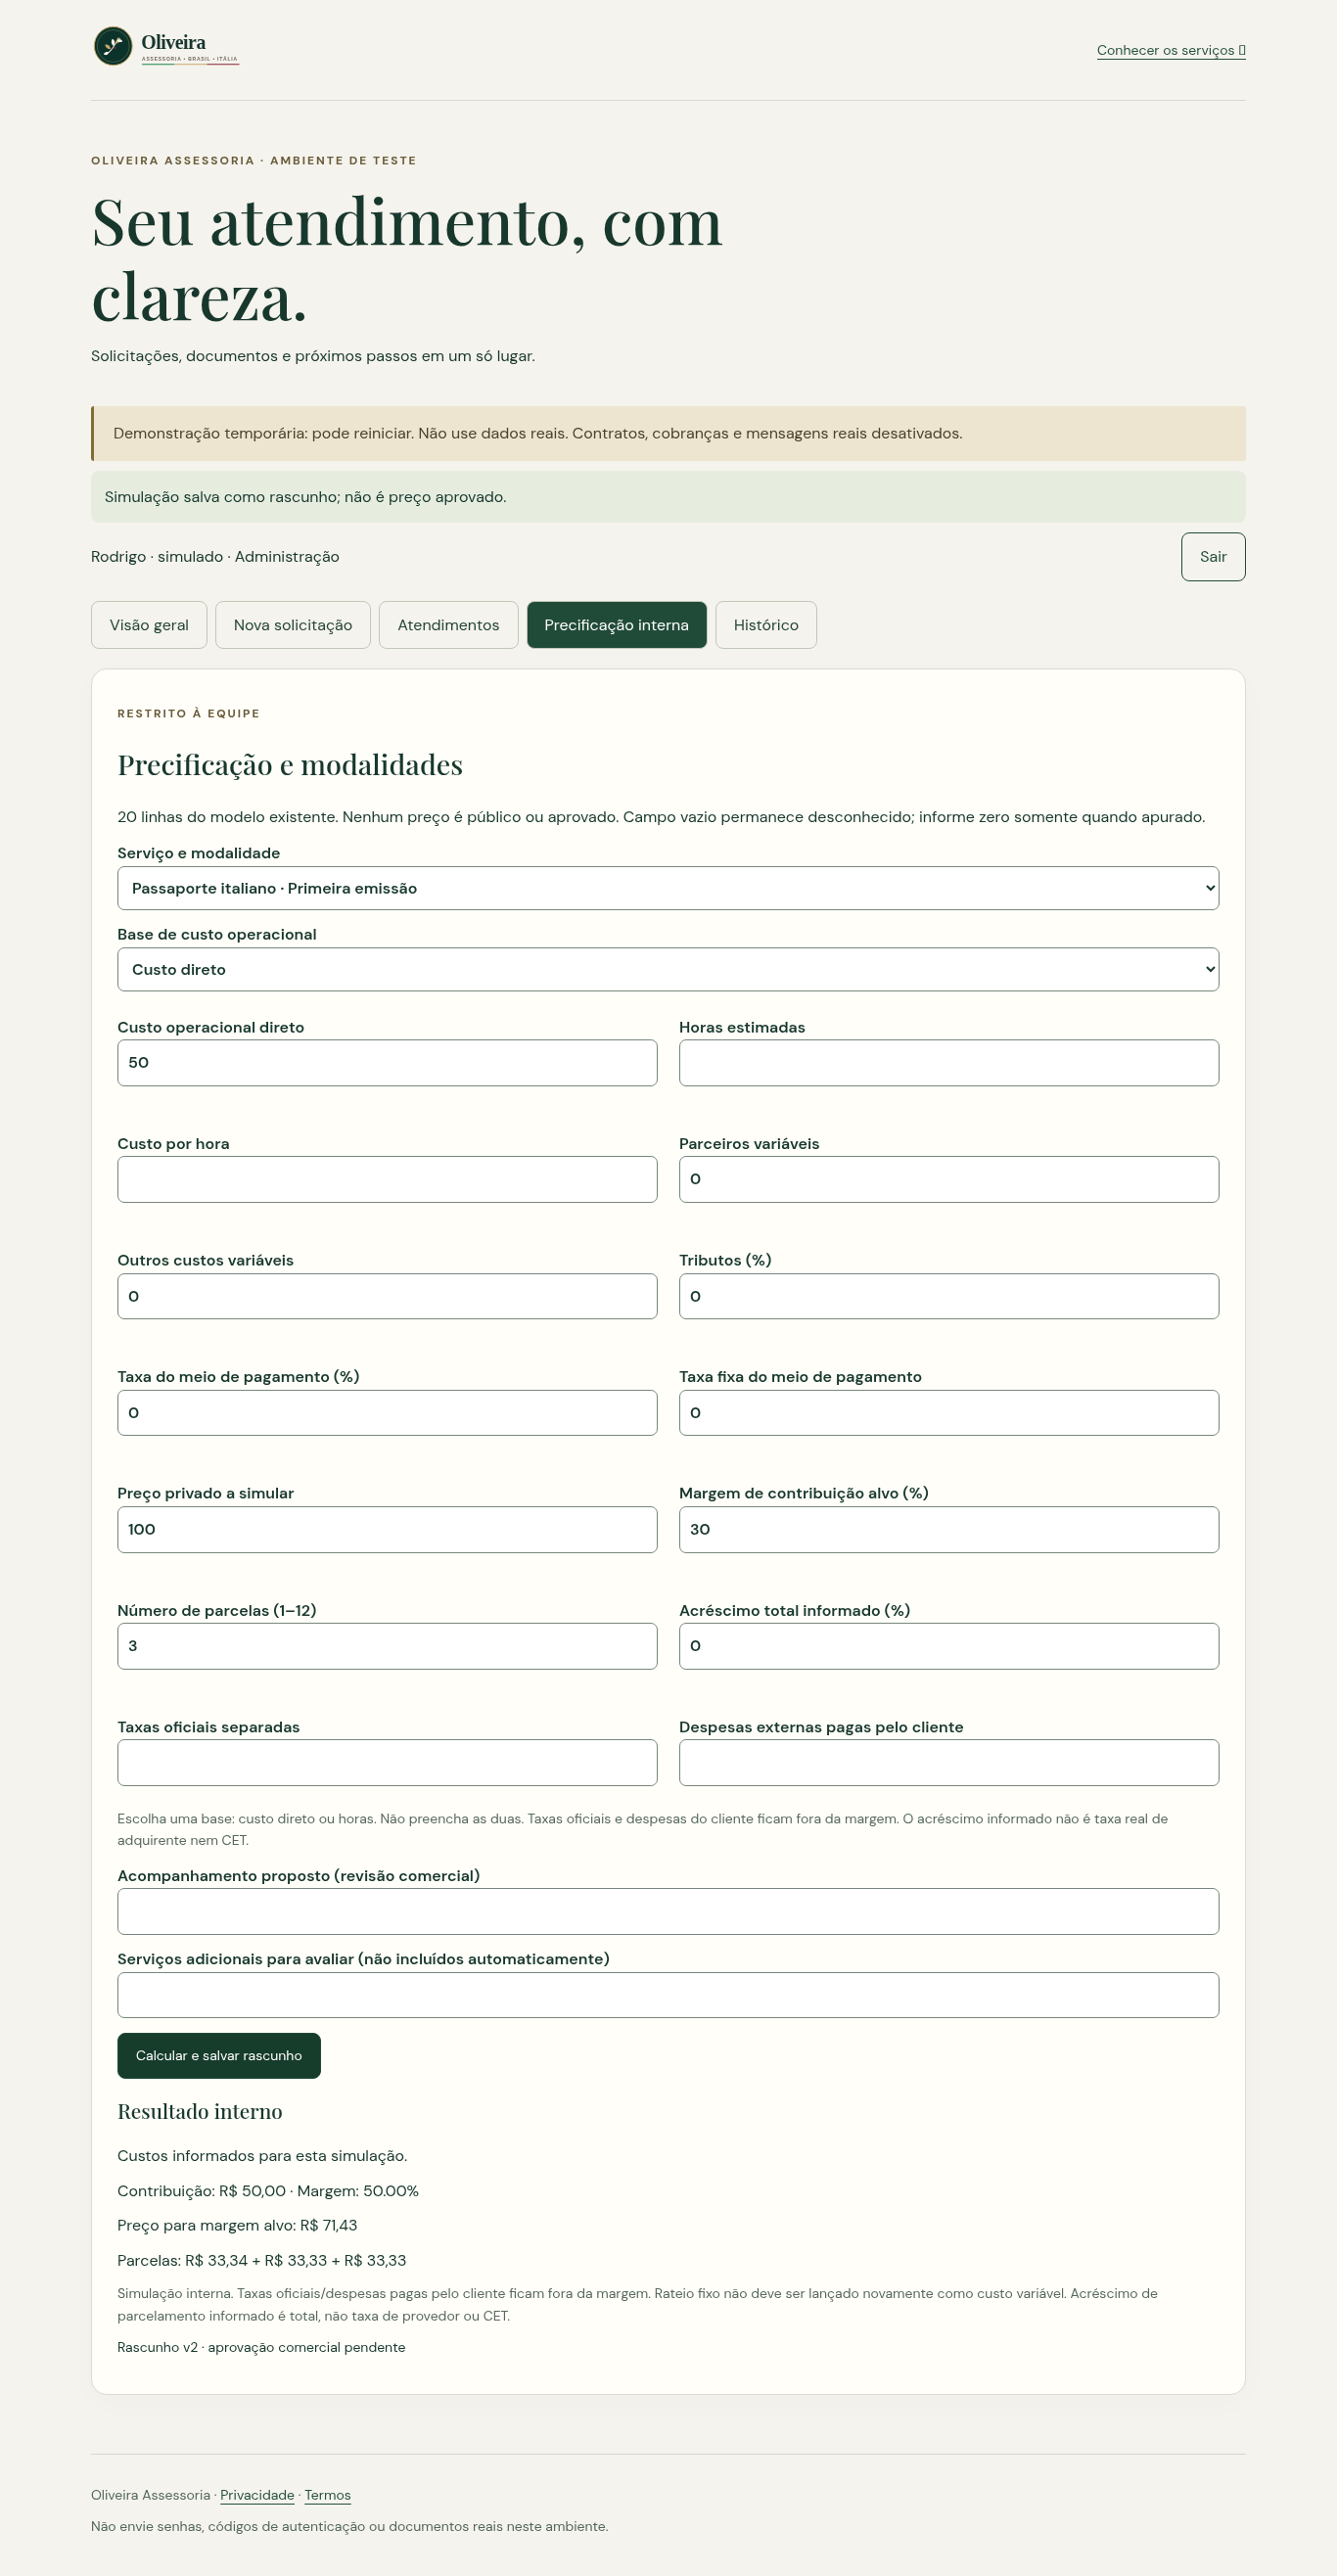 Oliveira
ASSESSORIA • BRASIL • ITÁLIA
Conhecer os serviços
OLIVEIRA ASSESSORIA · AMBIENTE DE TESTE
Seu atendimento, com
clareza.
Solicitações, documentos e próximos passos em um só lugar.
Demonstração temporária: pode reiniciar. Não use dados reais. Contratos, cobranças e mensagens reais desativados.
Simulação salva como rascunho; não é preço aprovado.
Rodrigo · simulado · Administração
Sair
Visão geral
Nova solicitação
Atendimentos
Precificação interna
Histórico
RESTRITO À EQUIPE
Precificação e modalidades
20 linhas do modelo existente. Nenhum preço é público ou aprovado. Campo vazio permanece desconhecido; informe zero somente quando apurado.
Serviço e modalidade
Passaporte italiano · Primeira emissão
Base de custo operacional
Custo direto
Custo operacional direto
50
Horas estimadas
Custo por hora
Parceiros variáveis
0
Outros custos variáveis
0
Tributos (%)
0
Taxa do meio de pagamento (%)
0
Taxa fixa do meio de pagamento
0
Preço privado a simular
100
Margem de contribuição alvo (%)
30
Número de parcelas (1–12)
3
Acréscimo total informado (%)
0
Taxas oficiais separadas
Despesas externas pagas pelo cliente
Escolha uma base: custo direto ou horas. Não preencha as duas. Taxas oficiais e despesas do cliente ficam fora da margem. O acréscimo informado não é taxa real de
adquirente nem CET.
Acompanhamento proposto (revisão comercial)
Serviços adicionais para avaliar (não incluídos automaticamente)
Calcular e salvar rascunho
Resultado interno
Custos informados para esta simulação.
Contribuição: R$ 50,00 · Margem: 50.00%
Preço para margem alvo: R$ 71,43
Parcelas: R$ 33,34 + R$ 33,33 + R$ 33,33
Simulação interna. Taxas oficiais/despesas pagas pelo cliente ficam fora da margem. Rateio fixo não deve ser lançado novamente como custo variável. Acréscimo de
parcelamento informado é total, não taxa de provedor ou CET.
Rascunho v2 · aprovação comercial pendente
Oliveira Assessoria · Privacidade · Termos
Não envie senhas, códigos de autenticação ou documentos reais neste ambiente.